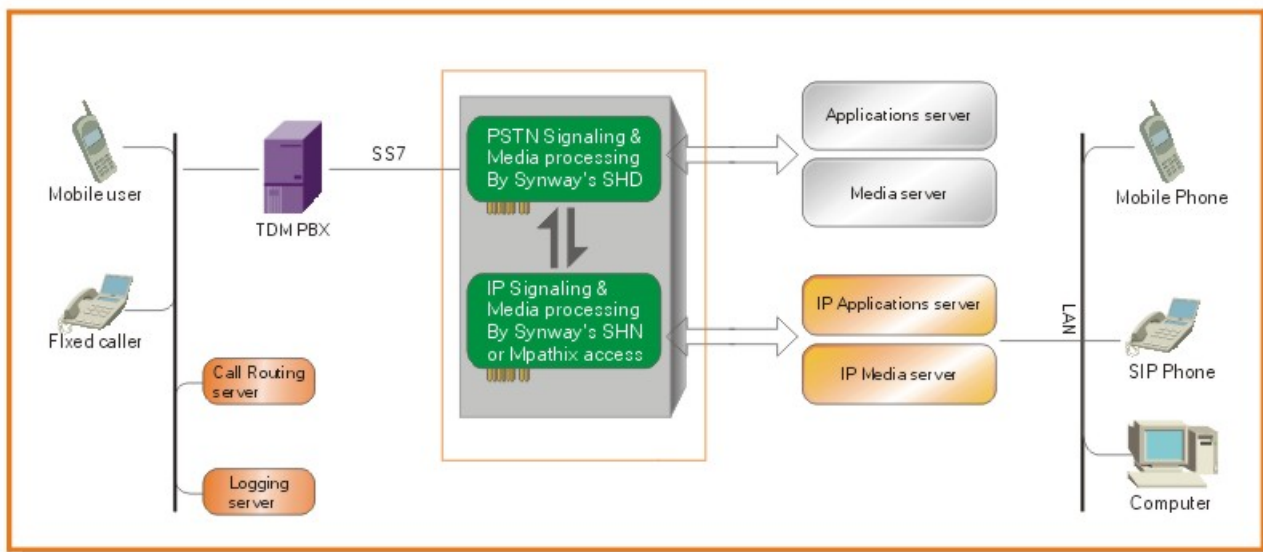 Mobile user
Fixed caller
Call Routing
server
Logging
server
TDM PBX
SS7
PSTN Signaling &
Media processing
By Synway's SHD
IP Signaling &
Media processing
By Synway's SHN
or Mpathix access
Applications server
Media server
IP Applications server
IP Media server
LAN
Mobile Phone
SIP Phone
Computer